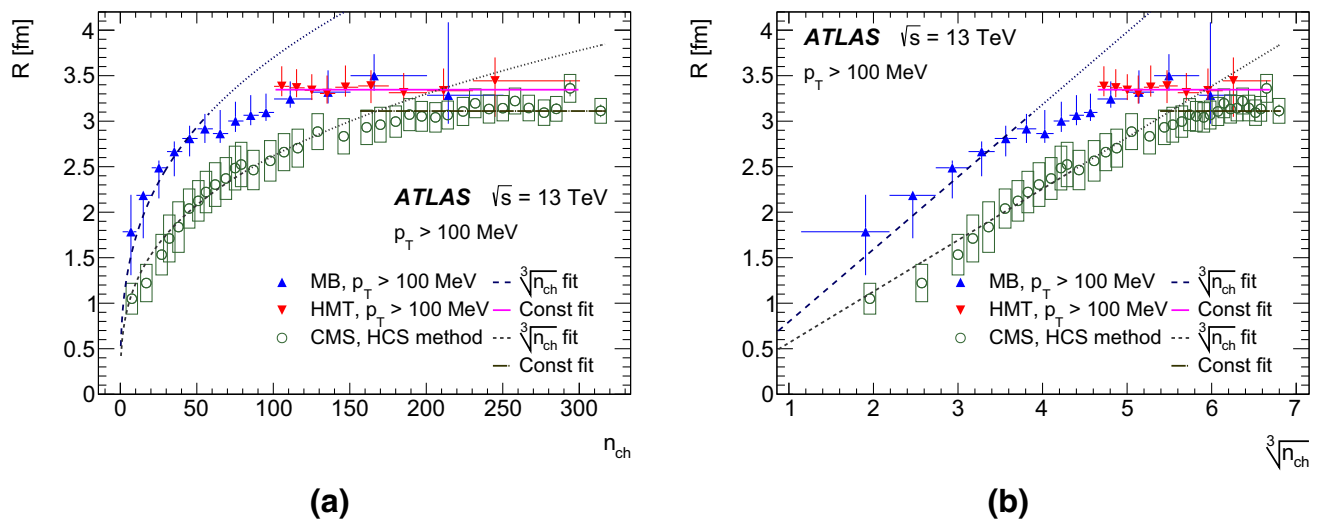 R [fm]
4
3.5
3
2.5
2
1.5
1
0.5
0
ATLAS √s = 13 TeV
p_T > 100 MeV
MB, p_T > 100 MeV
HMT, p_T > 100 MeV
CMS, HCS method
∛n_ch fit
Const fit
∛n_ch fit
Const fit
0 50 100 150 200 250 300
n_ch
(a)
R [fm]
4
3.5
3
2.5
2
1.5
1
0.5
0
ATLAS √s = 13 TeV
p_T > 100 MeV
MB, p_T > 100 MeV
HMT, p_T > 100 MeV
CMS, HCS method
∛n_ch fit
Const fit
∛n_ch fit
Const fit
1 2 3 4 5 6 7
∛n_ch
(b)